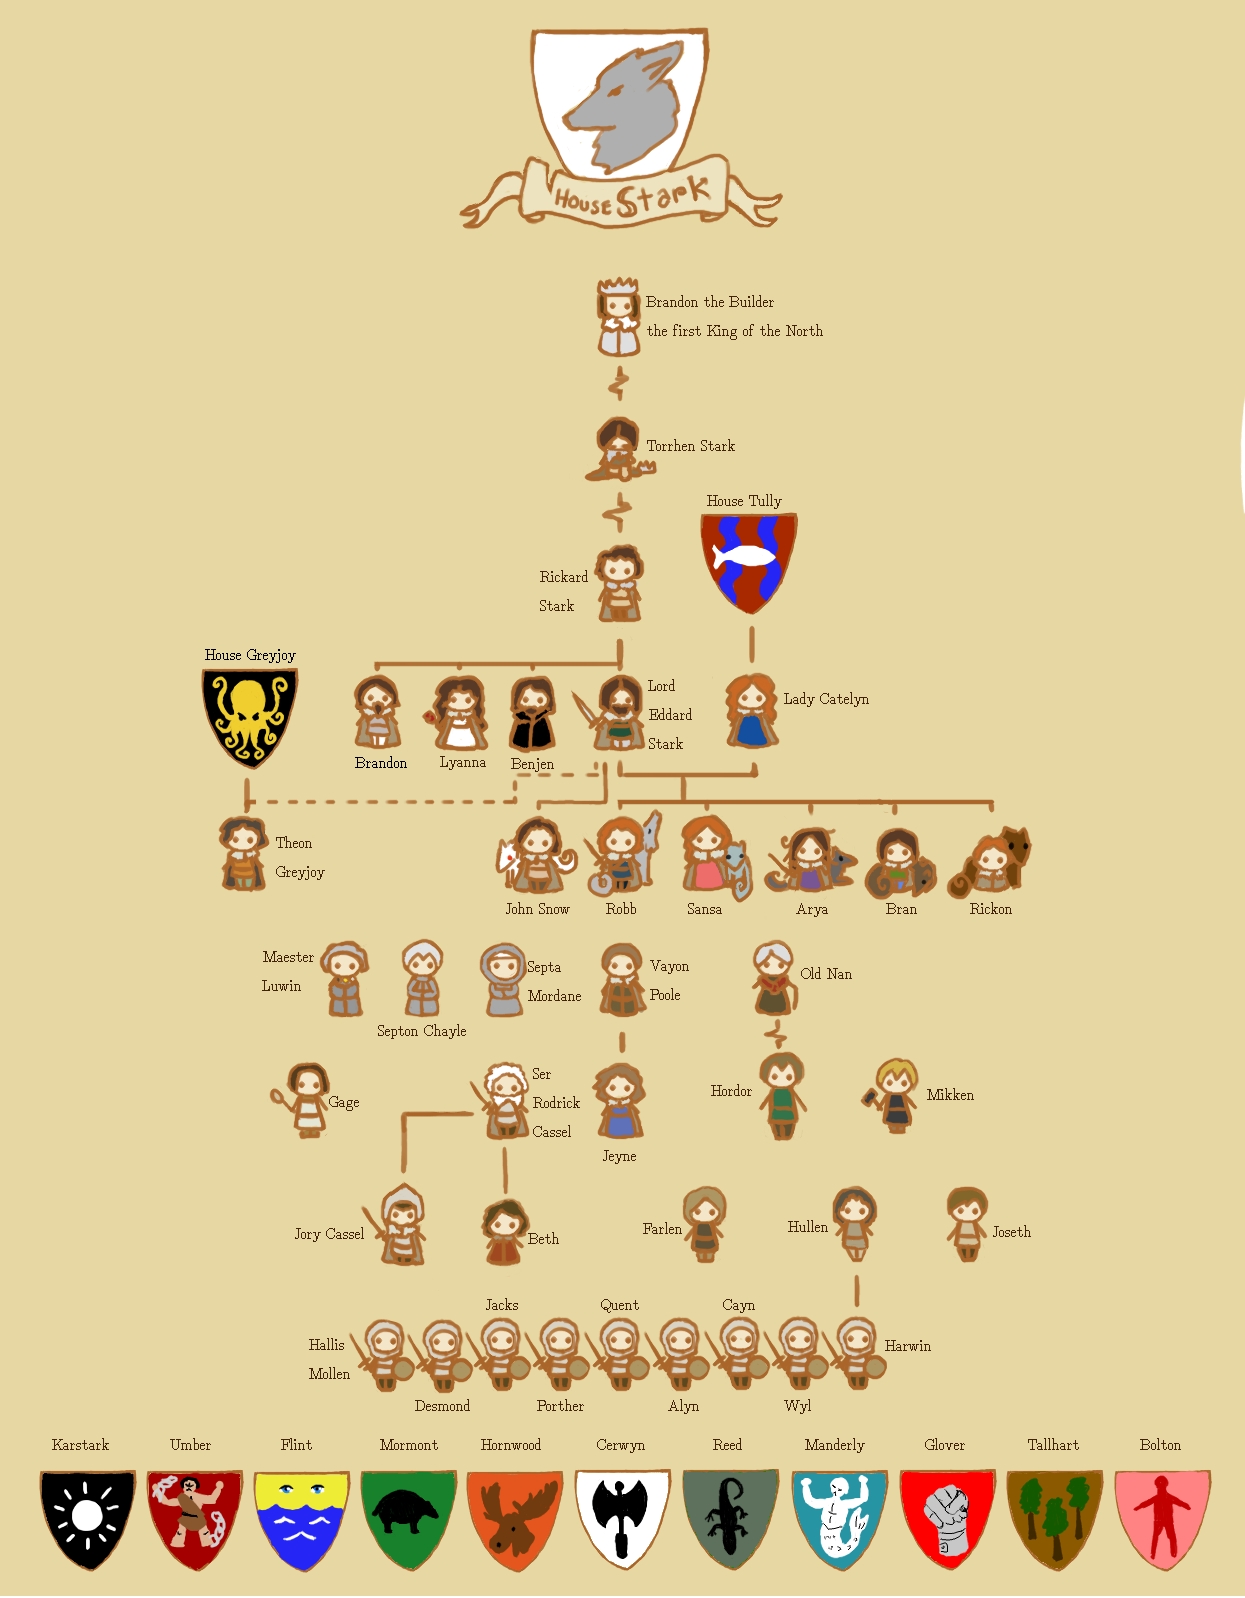 House Stark
Brandon the Builder
the first King of the North
Torrhen Stark
House Tully
Rickard
Stark
House Greyjoy
Lord
Eddard
Stark
Lady Catelyn
Brandon
Lyanna
Benjen
Theon
Greyjoy
John Snow
Robb
Sansa
Arya
Bran
Rickon
Maester
Luwin
Septon Chayle
Septa
Mordane
Vayon
Poole
Old Nan
Gage
Ser
Rodrick
Cassel
Jeyne
Hordor
Mikken
Jory Cassel
Beth
Farlen
Hullen
Joseth
Jacks
Quent
Cayn
Hallis
Mollen
Harwin
Desmond
Porther
Alyn
Wyl
Karstark
Umber
Flint
Mormont
Hornwood
Cerwyn
Reed
Manderly
Glover
Tallhart
Bolton